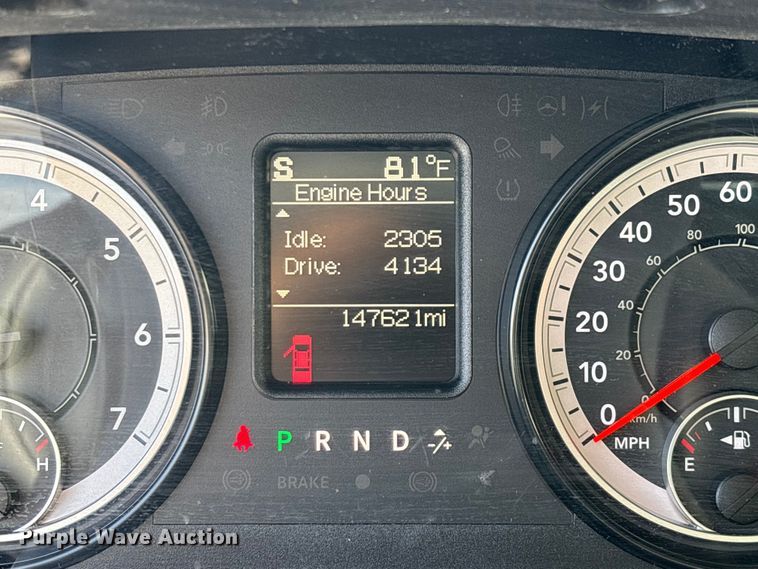 S 81°F
Engine Hours
Idle: 2305
Drive: 4134
147621mi
4
5
6
7
H
P R N D -/+
BRAKE
0
10
20
30
40
50
60
0
20
40
60
80
100
km/h
MPH
E
Purple Wave Auction